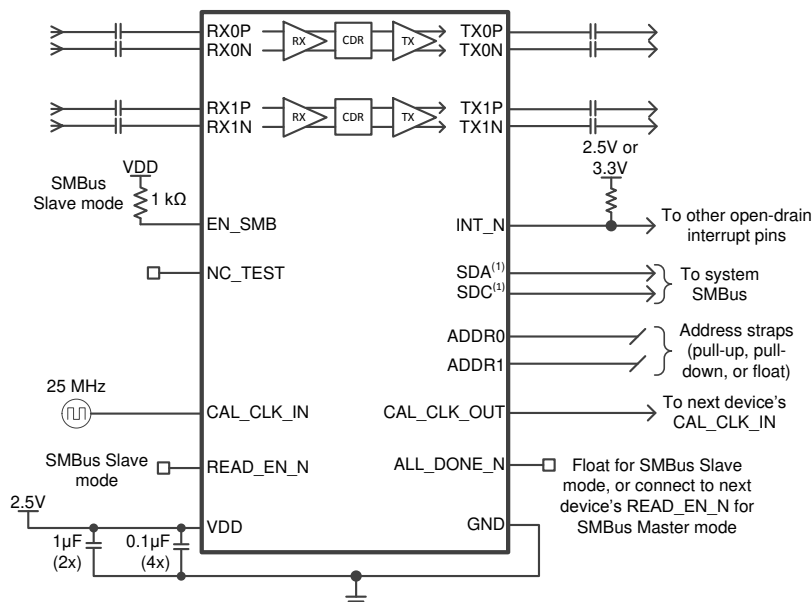 RX0P
RX0N
RX
CDR
TX
TX0P
TX0N
RX1P
RX1N
RX
CDR
TX
TX1P
TX1N
2.5V or
3.3V
VDD
SMBus
Slave mode
1 kΩ
EN_SMB
INT_N
To other open-drain
interrupt pins
NC_TEST
SDA(1)
SDC(1)
To system
SMBus
ADDR0
ADDR1
Address straps
(pull-up, pull-
down, or float)
25 MHz
CAL_CLK_IN
CAL_CLK_OUT
To next device's
CAL_CLK_IN
SMBus Slave
mode
READ_EN_N
ALL_DONE_N
Float for SMBus Slave
mode, or connect to next
device's READ_EN_N for
SMBus Master mode
2.5V
VDD
GND
1μF
(2x)
0.1μF
(4x)